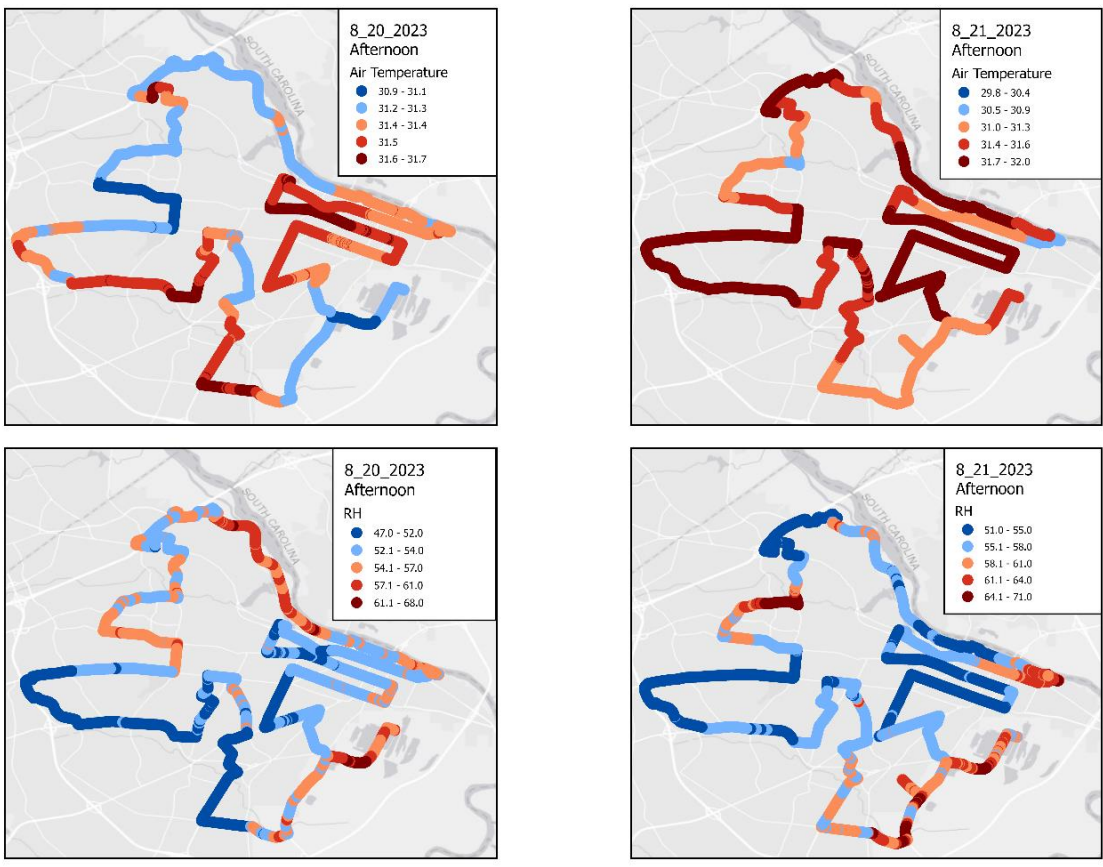 8_20_2023
Afternoon
Air Temperature
30.9 - 31.1
31.2 - 31.3
31.4 - 31.4
31.5
31.6 - 31.7
SOUTH CAROLINA
8_21_2023
Afternoon
Air Temperature
29.8 - 30.4
30.5 - 30.9
31.0 - 31.3
31.4 - 31.6
31.7 - 32.0
SOUTH CAROLINA
8_20_2023
Afternoon
RH
47.0 - 52.0
52.1 - 54.0
54.1 - 57.0
57.1 - 61.0
61.1 - 68.0
SOUTH CAROLINA
8_21_2023
Afternoon
RH
51.0 - 55.0
55.1 - 58.0
58.1 - 61.0
61.1 - 64.0
64.1 - 71.0
SOUTH CAROLINA